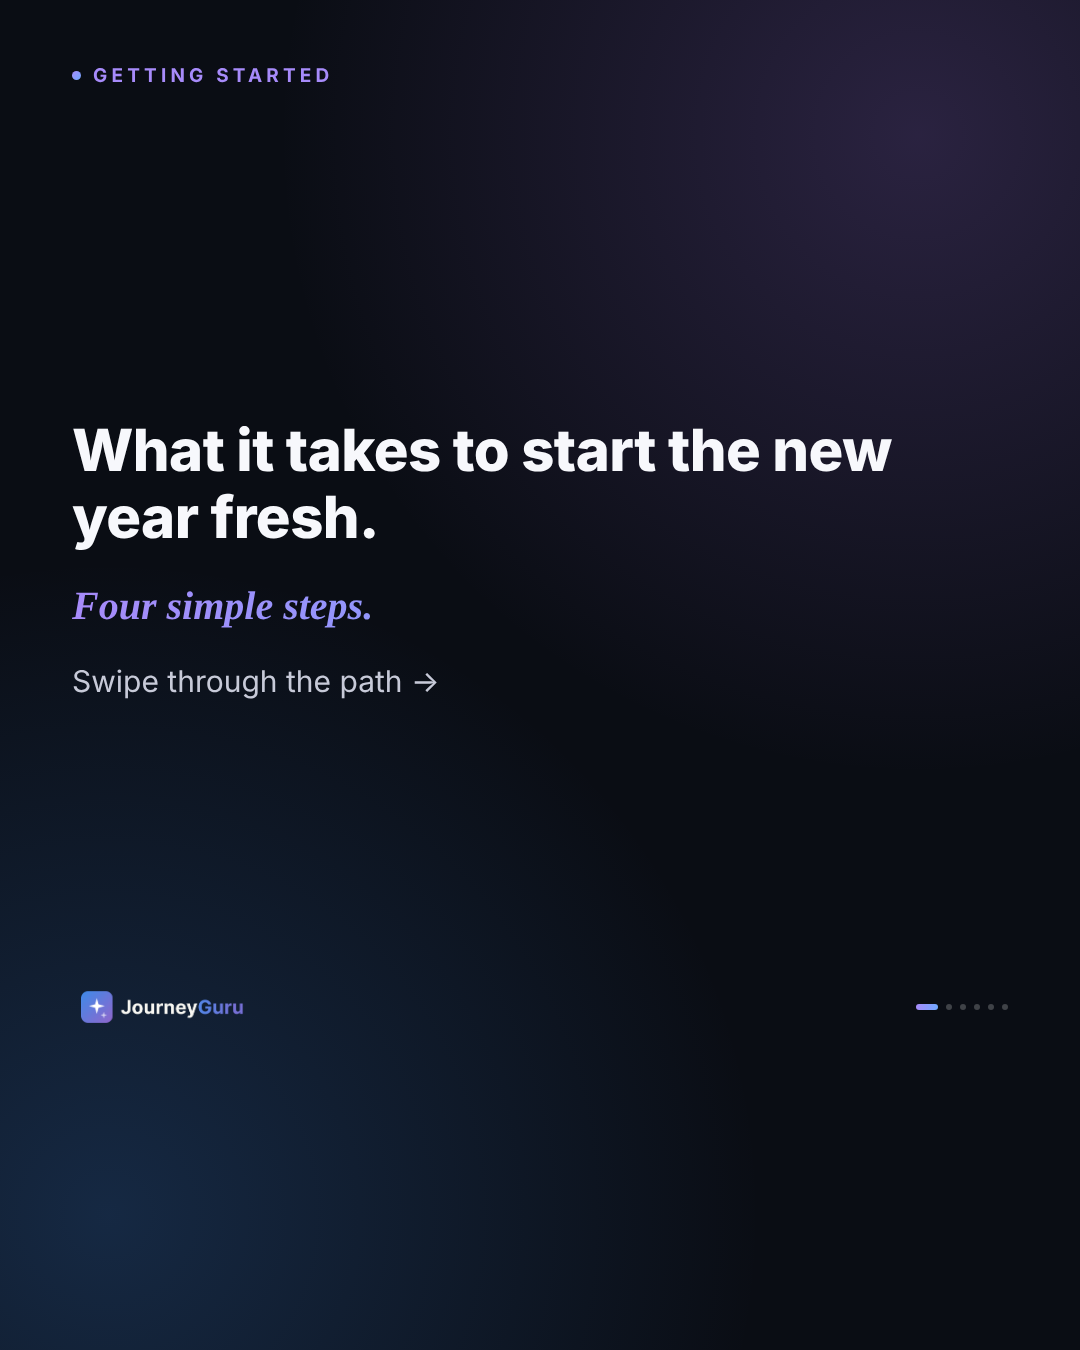 GETTING STARTED
What it takes to start the new
year fresh.
Four simple steps.
Swipe through the path →
JourneyGuru